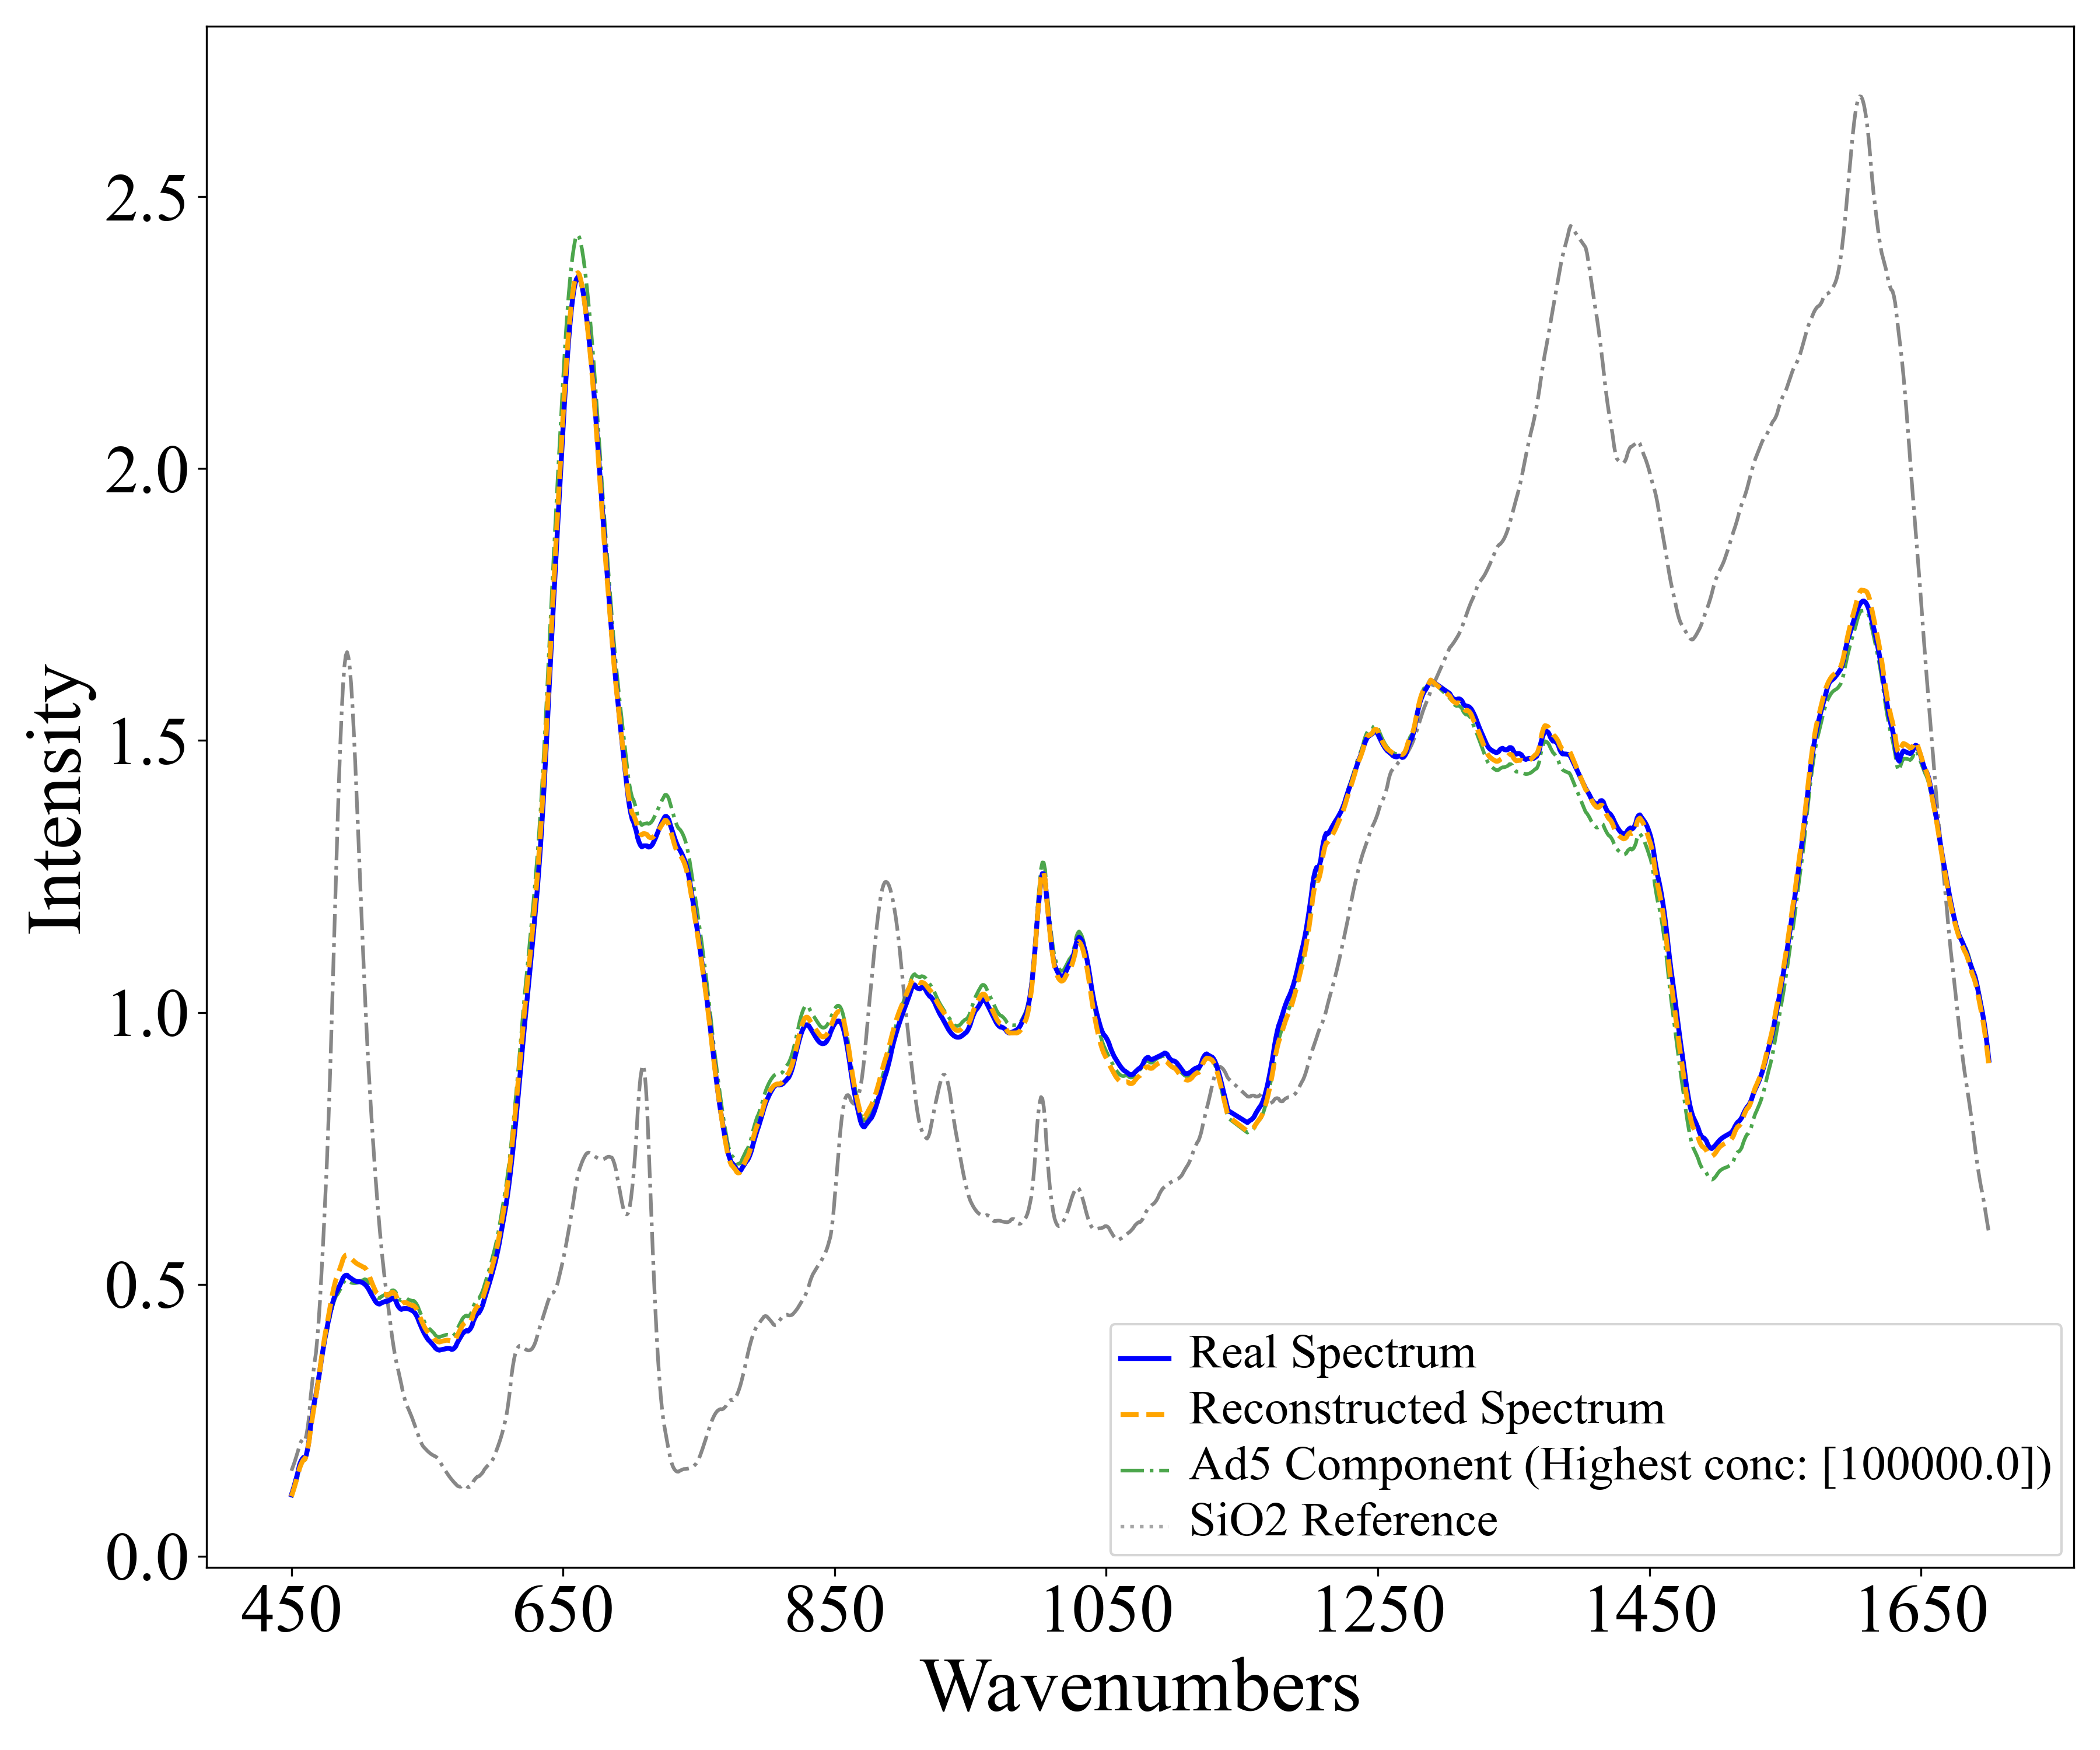 2.5
2.0
1.5
1.0
0.5
0.0
Intensity
450 650 850 1050 1250 1450 1650
Wavenumbers
Real Spectrum
Reconstructed Spectrum
Ad5 Component (Highest conc: [100000.0])
SiO2 Reference